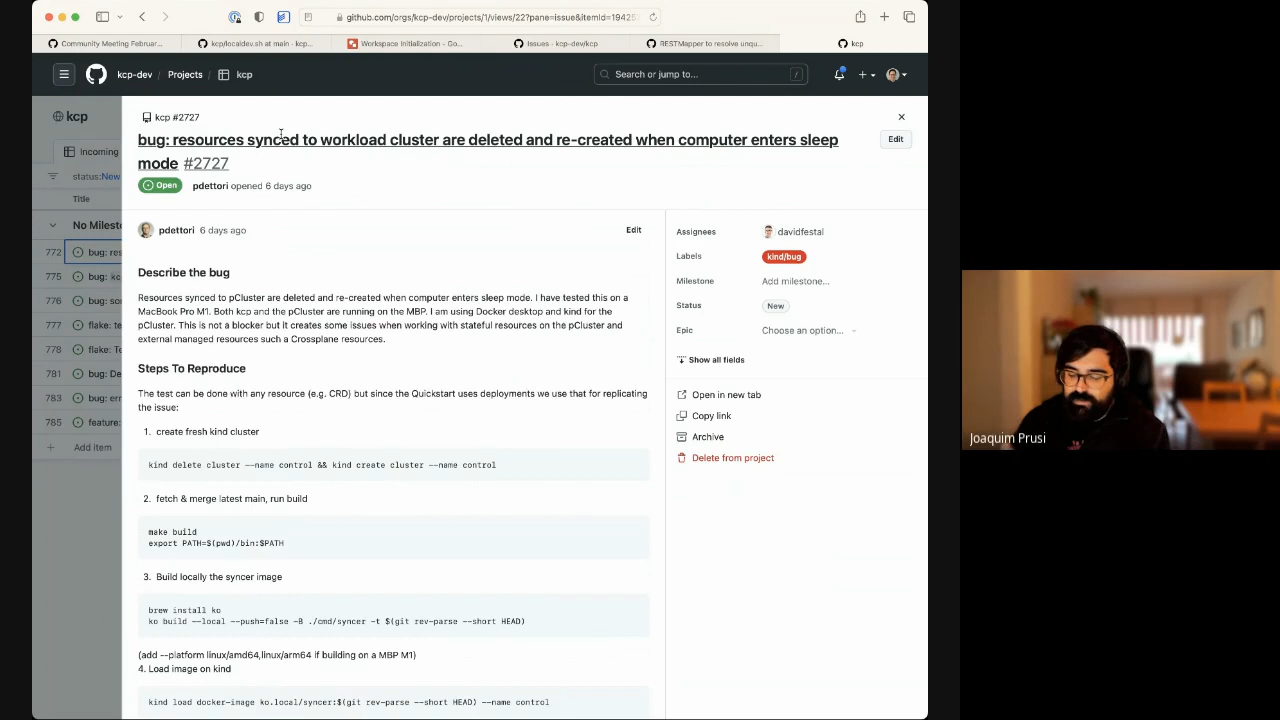 github.com/orgs/kcp-dev/projects/1/views/22?pane=issue&itemId=19425
Community Meeting Februar...
kcp/localdev.sh at main · kcp...
Workspace Initialization - Go...
Issues · kcp-dev/kcp
RESTMapper to resolve unqu...
kcp
kcp-dev / Projects / kcp
Search or jump to...
/
kcp
Incoming
status:New
Title
No Milest
772 bug: res
775 bug: kc
776 bug: so
777 flake: te
778 flake: Te
781 bug: De
783 bug: err
785 feature:
Add item
kcp #2727
bug: resources synced to workload cluster are deleted and re-created when computer enters sleep
mode #2727
Edit
Open pdettori opened 6 days ago
pdettori 6 days ago
Edit
Describe the bug
Resources synced to pCluster are deleted and re-created when computer enters sleep mode. I have tested this on a
MacBook Pro M1. Both kcp and the pCluster are running on the MBP. I am using Docker desktop and kind for the
pCluster. This is not a blocker but it creates some issues when working with stateful resources on the pCluster and
external managed resources such a Crossplane resources.
Steps To Reproduce
The test can be done with any resource (e.g. CRD) but since the Quickstart uses deployments we use that for replicating
the issue:
1. create fresh kind cluster
kind delete cluster --name control && kind create cluster --name control
2. fetch & merge latest main, run build
make build
export PATH=$(pwd)/bin:$PATH
3. Build locally the syncer image
brew install ko
ko build --local --push=false -B ./cmd/syncer -t $(git rev-parse --short HEAD)
(add --platform linux/amd64,linux/arm64 if building on a MBP M1)
4. Load image on kind
kind load docker-image ko.local/syncer:$(git rev-parse --short HEAD) --name control
Assignees davidfestal
Labels kind/bug
Milestone Add milestone...
Status New
Epic Choose an option...
Show all fields
Open in new tab
Copy link
Archive
Delete from project
Joaquim Prusi